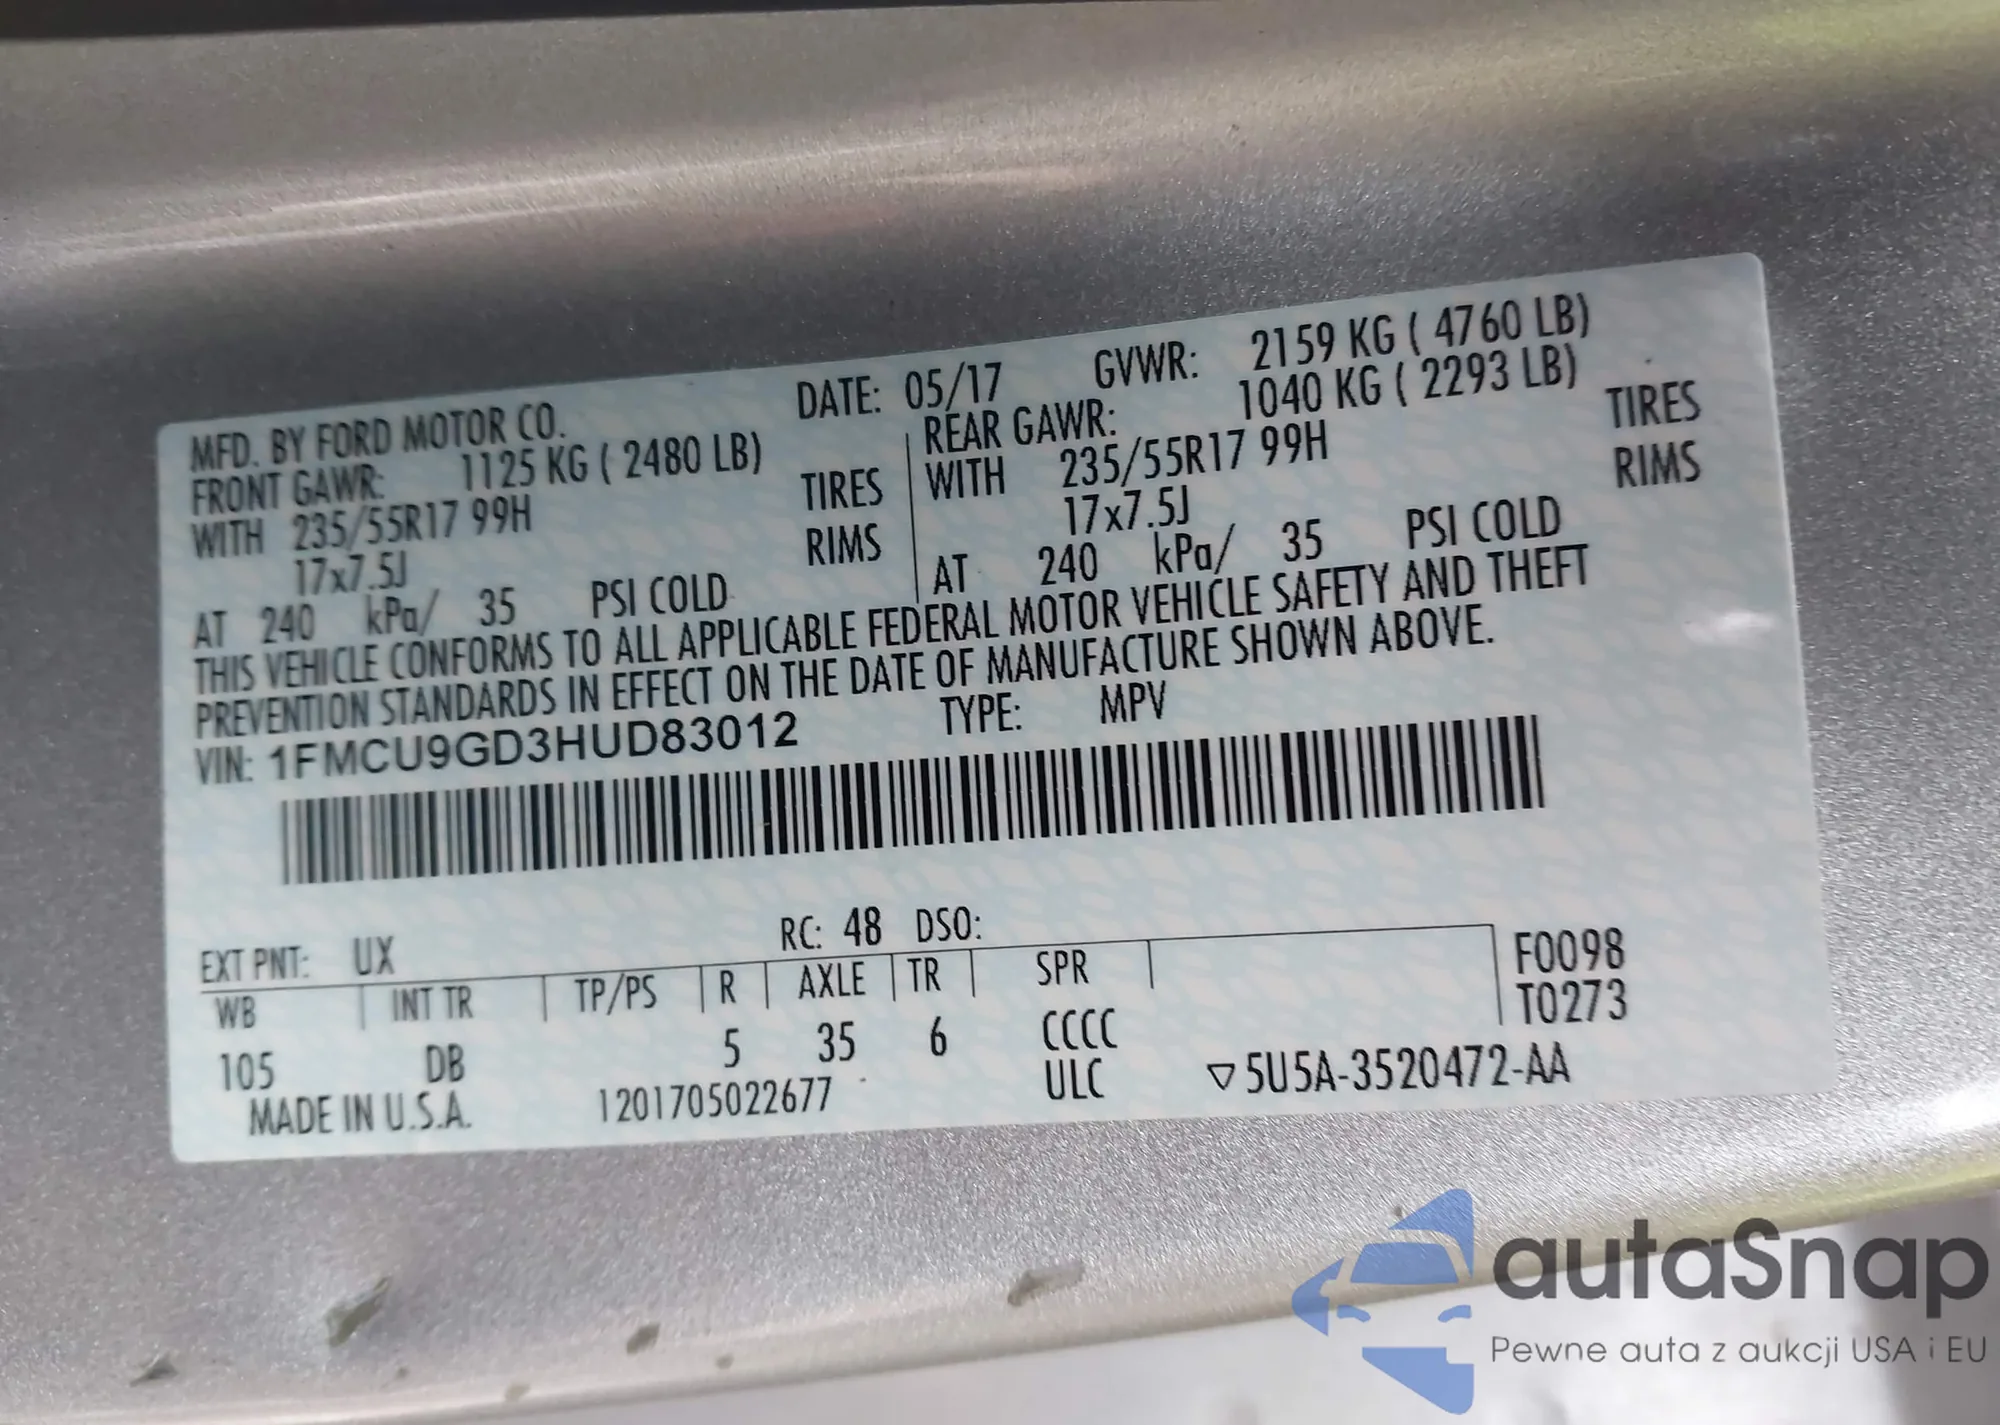 MFD. BY FORD MOTOR CO. DATE: 05/17 GVWR: 2159 KG ( 4760 LB)
FRONT GAWR: 1125 KG ( 2480 LB) REAR GAWR: 1040 KG ( 2293 LB)
WITH 235/55R17 99H TIRES WITH 235/55R17 99H TIRES
17x7.5J RIMS 17x7.5J RIMS
AT 240 kPa/ 35 PSI COLD AT 240 kPa/ 35 PSI COLD
THIS VEHICLE CONFORMS TO ALL APPLICABLE FEDERAL MOTOR VEHICLE SAFETY AND THEFT
PREVENTION STANDARDS IN EFFECT ON THE DATE OF MANUFACTURE SHOWN ABOVE.
VIN: 1FMCU9GD3HUD83012 TYPE: MPV
EXT PNT: UX RC: 48 DSO:
WB INT TR TP/PS R AXLE TR SPR F0098
105 DB 5 35 6 CCCC T0273
MADE IN U.S.A. 1201705022677 ULC ▽5U5A-3520472-AA
autaSnap
Pewne auta z aukcji USA i EU